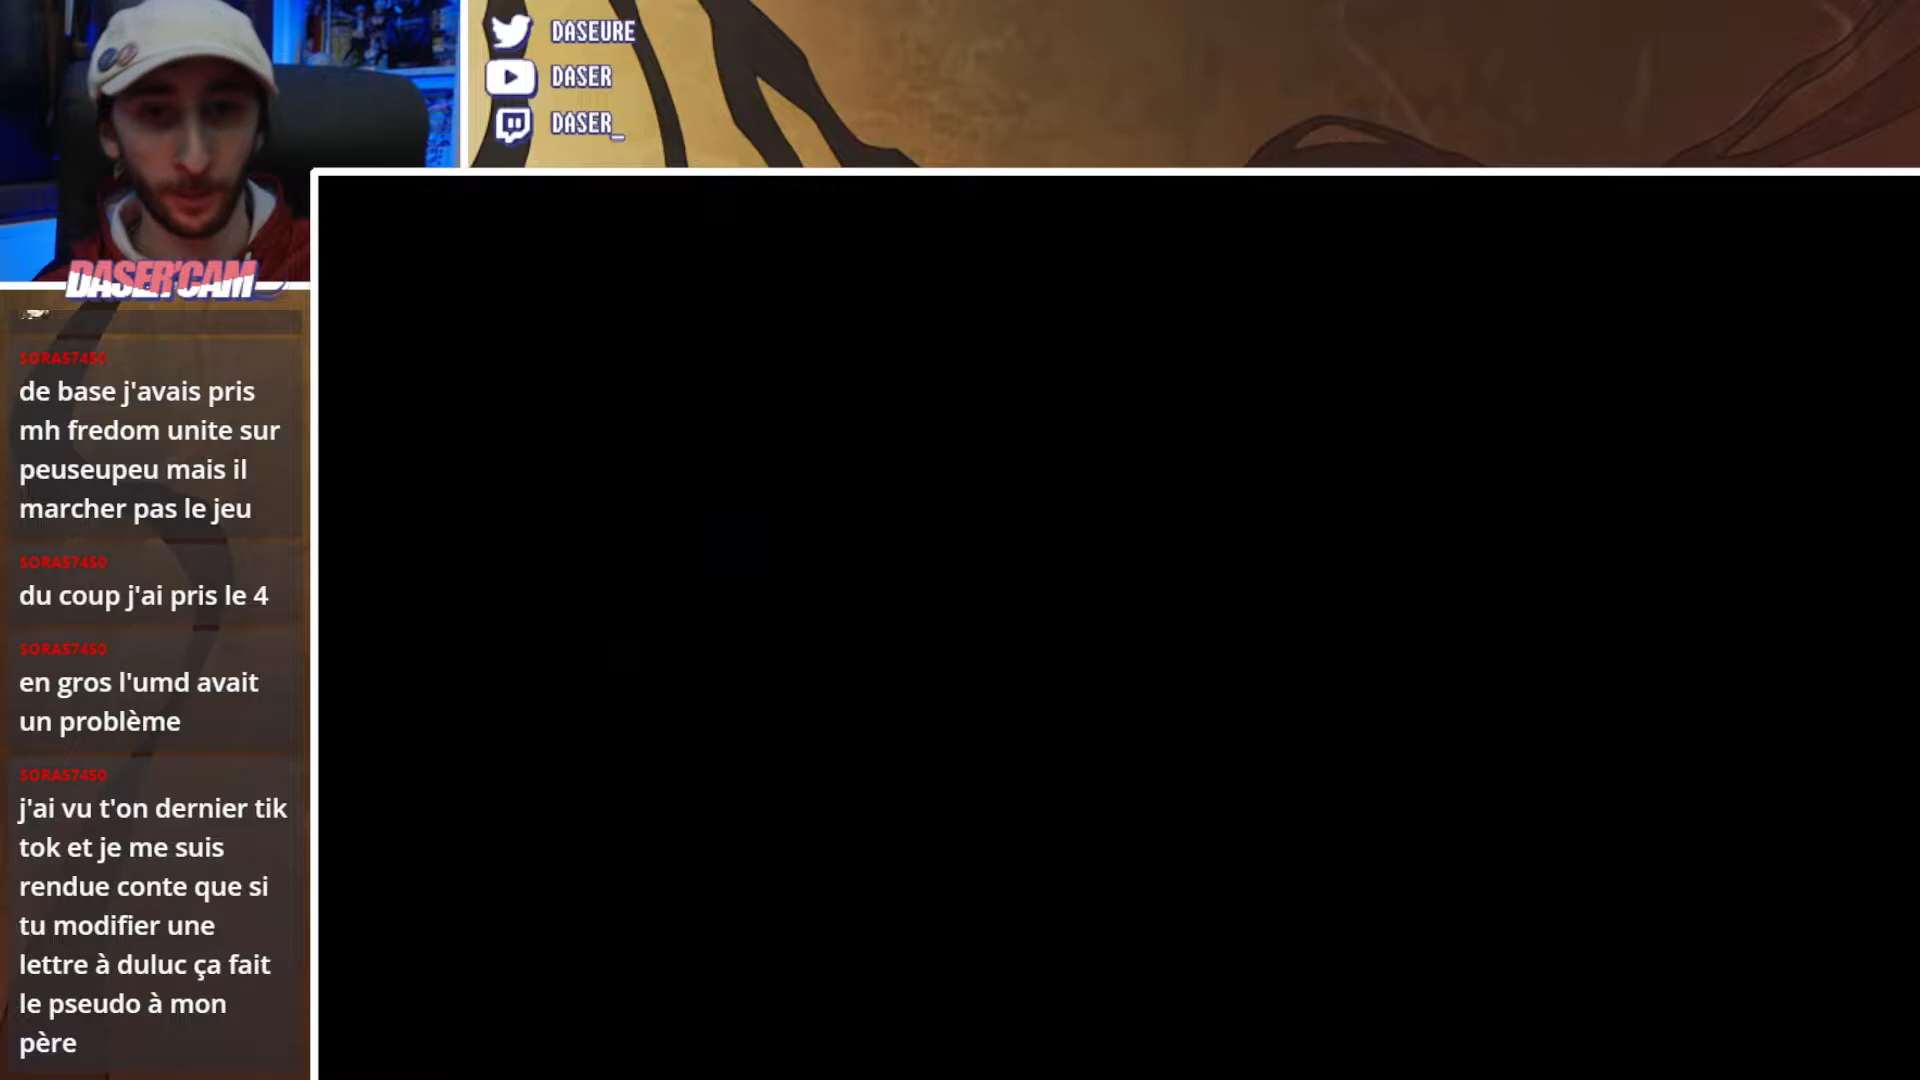 DASEURE
DASER
DASER_
DASER'CAM
SORA57450
de base j'avais pris
mh fredom unite sur
peuseupeu mais il
marcher pas le jeu
SORA57450
du coup j'ai pris le 4
SORA57450
en gros l'umd avait
un problème
SORA57450
j'ai vu t'on dernier tik
tok et je me suis
rendue conte que si
tu modifier une
lettre à duluc ça fait
le pseudo à mon
père